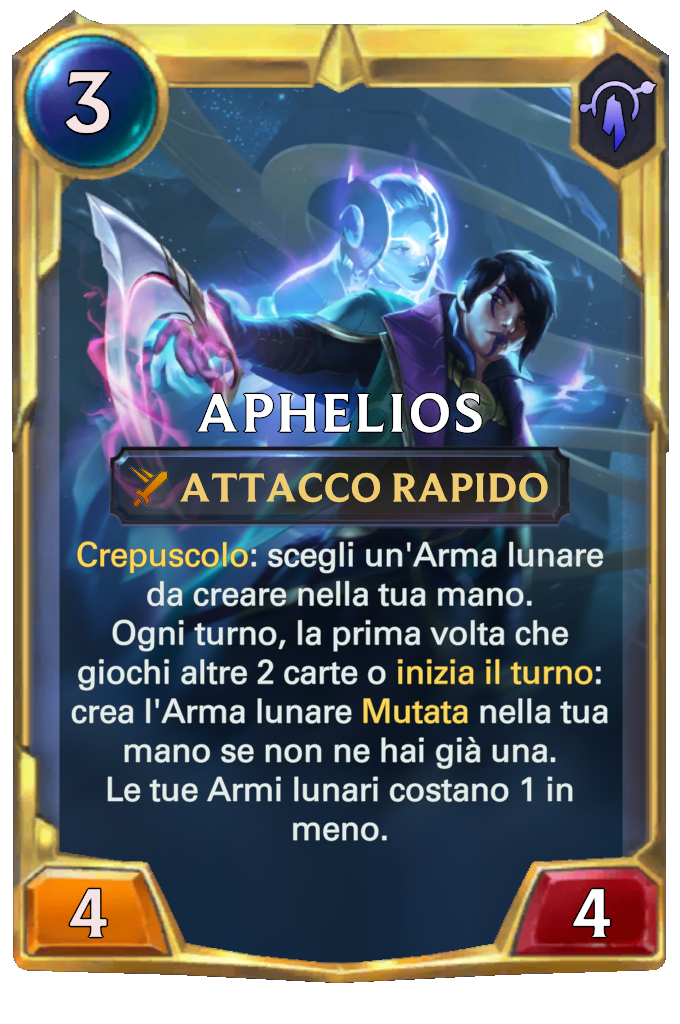 3
APHELIOS
ATTACCO RAPIDO
Crepuscolo: scegli un'Arma lunare
da creare nella tua mano.
Ogni turno, la prima volta che
giochi altre 2 carte o inizia il turno:
crea l'Arma lunare Mutata nella tua
mano se non ne hai già una.
Le tue Armi lunari costano 1 in
meno.
4
4